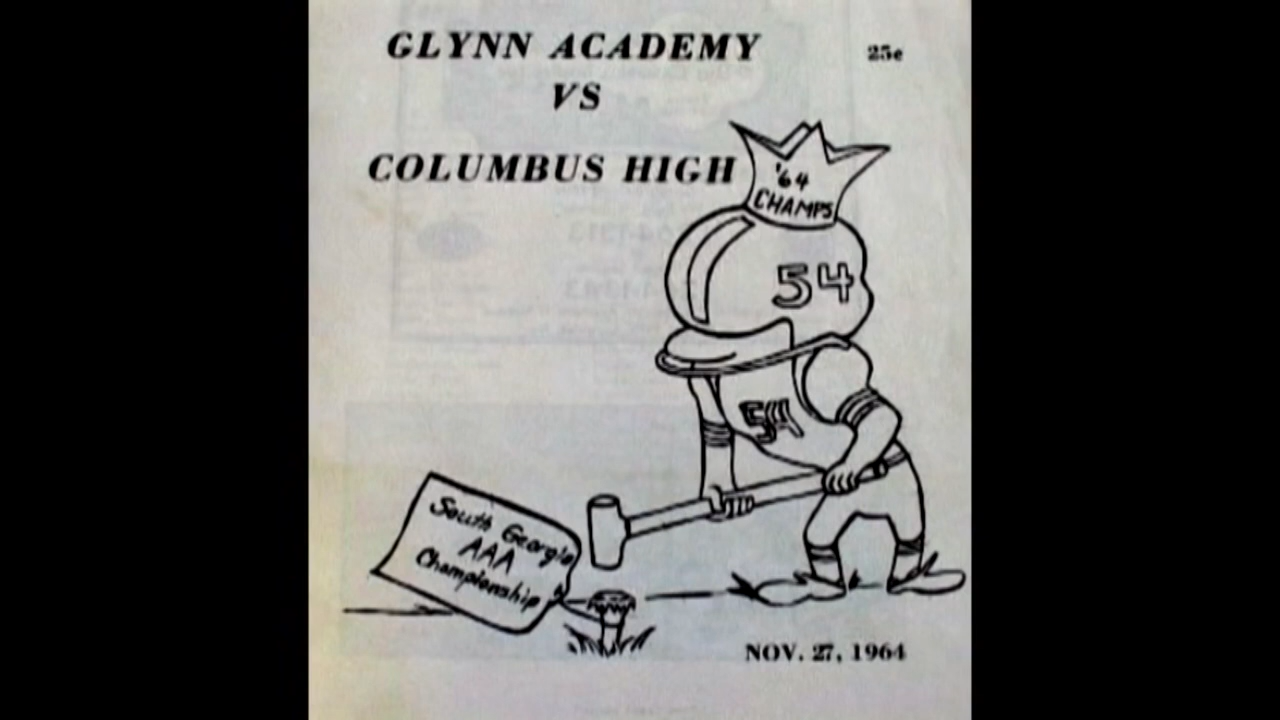 GLYNN ACADEMY
25¢
VS
COLUMBUS HIGH
'64
CHAMPS
54
54
South Georgia
AAA
Championship
NOV. 27, 1964